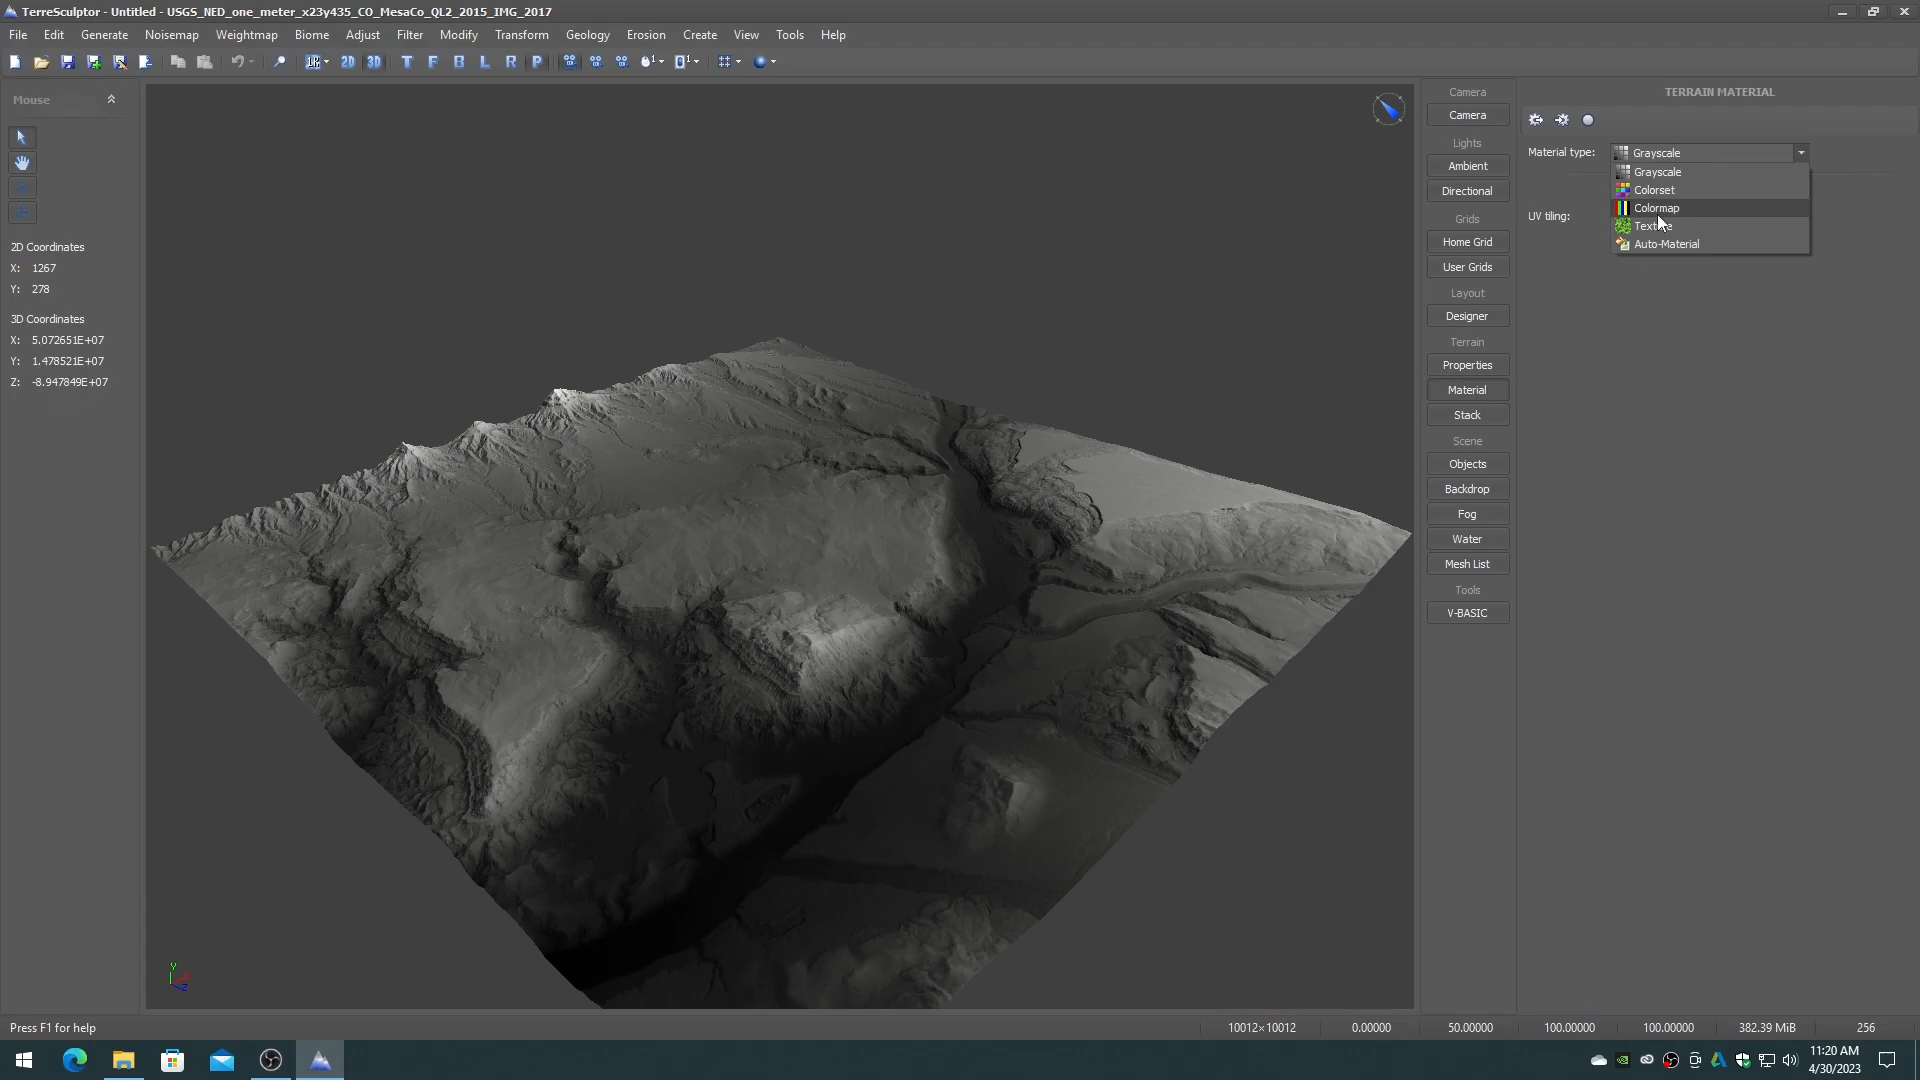 TerreSculptor - Untitled - USGS_NED_one_meter_x23y435_CO_MesaCo_QL2_2015_IMG_2017
File Edit Generate Noisemap Weightmap Biome Adjust Filter Modify Transform Geology Erosion Create View Tools Help
2D 3D T F B L R P
Mouse
2D Coordinates
X: 1267
Y: 278
3D Coordinates
X: 5.072651E+07
Y: 1.478521E+07
Z: -8.947849E+07
Y
Z
Camera
Camera
Lights
Ambient
Directional
Grids
Home Grid
User Grids
Layout
Designer
Terrain
Properties
Material
Stack
Scene
Objects
Backdrop
Fog
Water
Mesh List
Tools
V-BASIC
TERRAIN MATERIAL
Material type: Grayscale
Grayscale
Colorset
Colormap
Auto-Material
UV tiling:
Press F1 for help
10012×10012 0.00000 50.00000 100.00000 100.00000 382.39 MiB 256
11:20 AM
4/30/2023